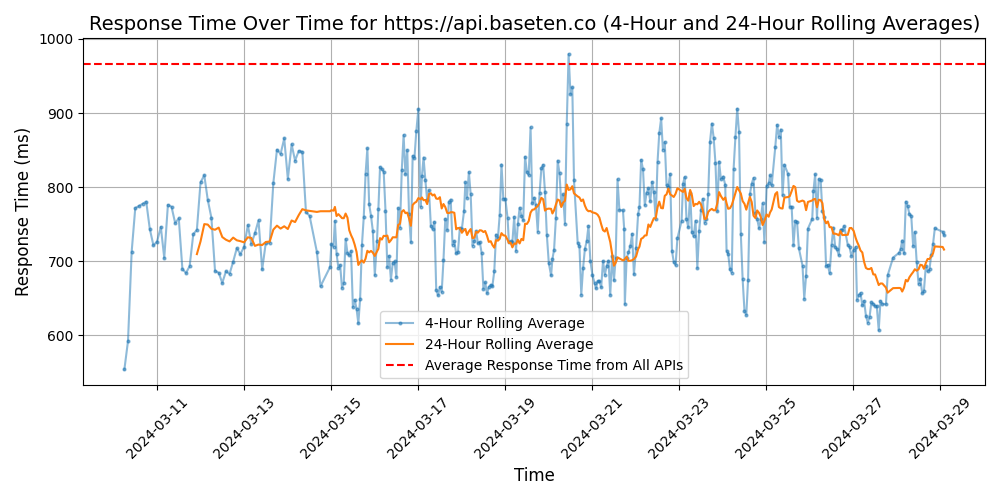 Response Time Over Time for https://api.baseten.co (4-Hour and 24-Hour Rolling Averages)
Response Time (ms)
1000
900
800
700
600
4-Hour Rolling Average
24-Hour Rolling Average
Average Response Time from All APIs
2024-03-11
2024-03-13
2024-03-15
2024-03-17
2024-03-19
2024-03-21
2024-03-23
2024-03-25
2024-03-27
2024-03-29
Time